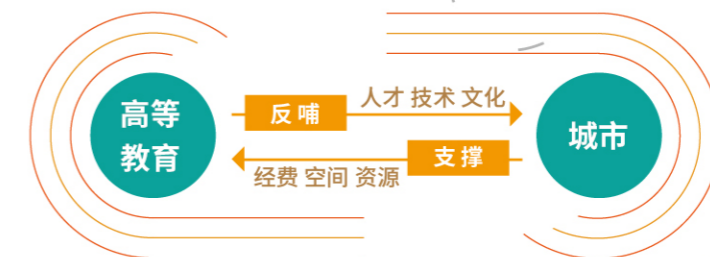 高等
教育
反哺
人才 技术 文化
经费 空间 资源
支撑
城市